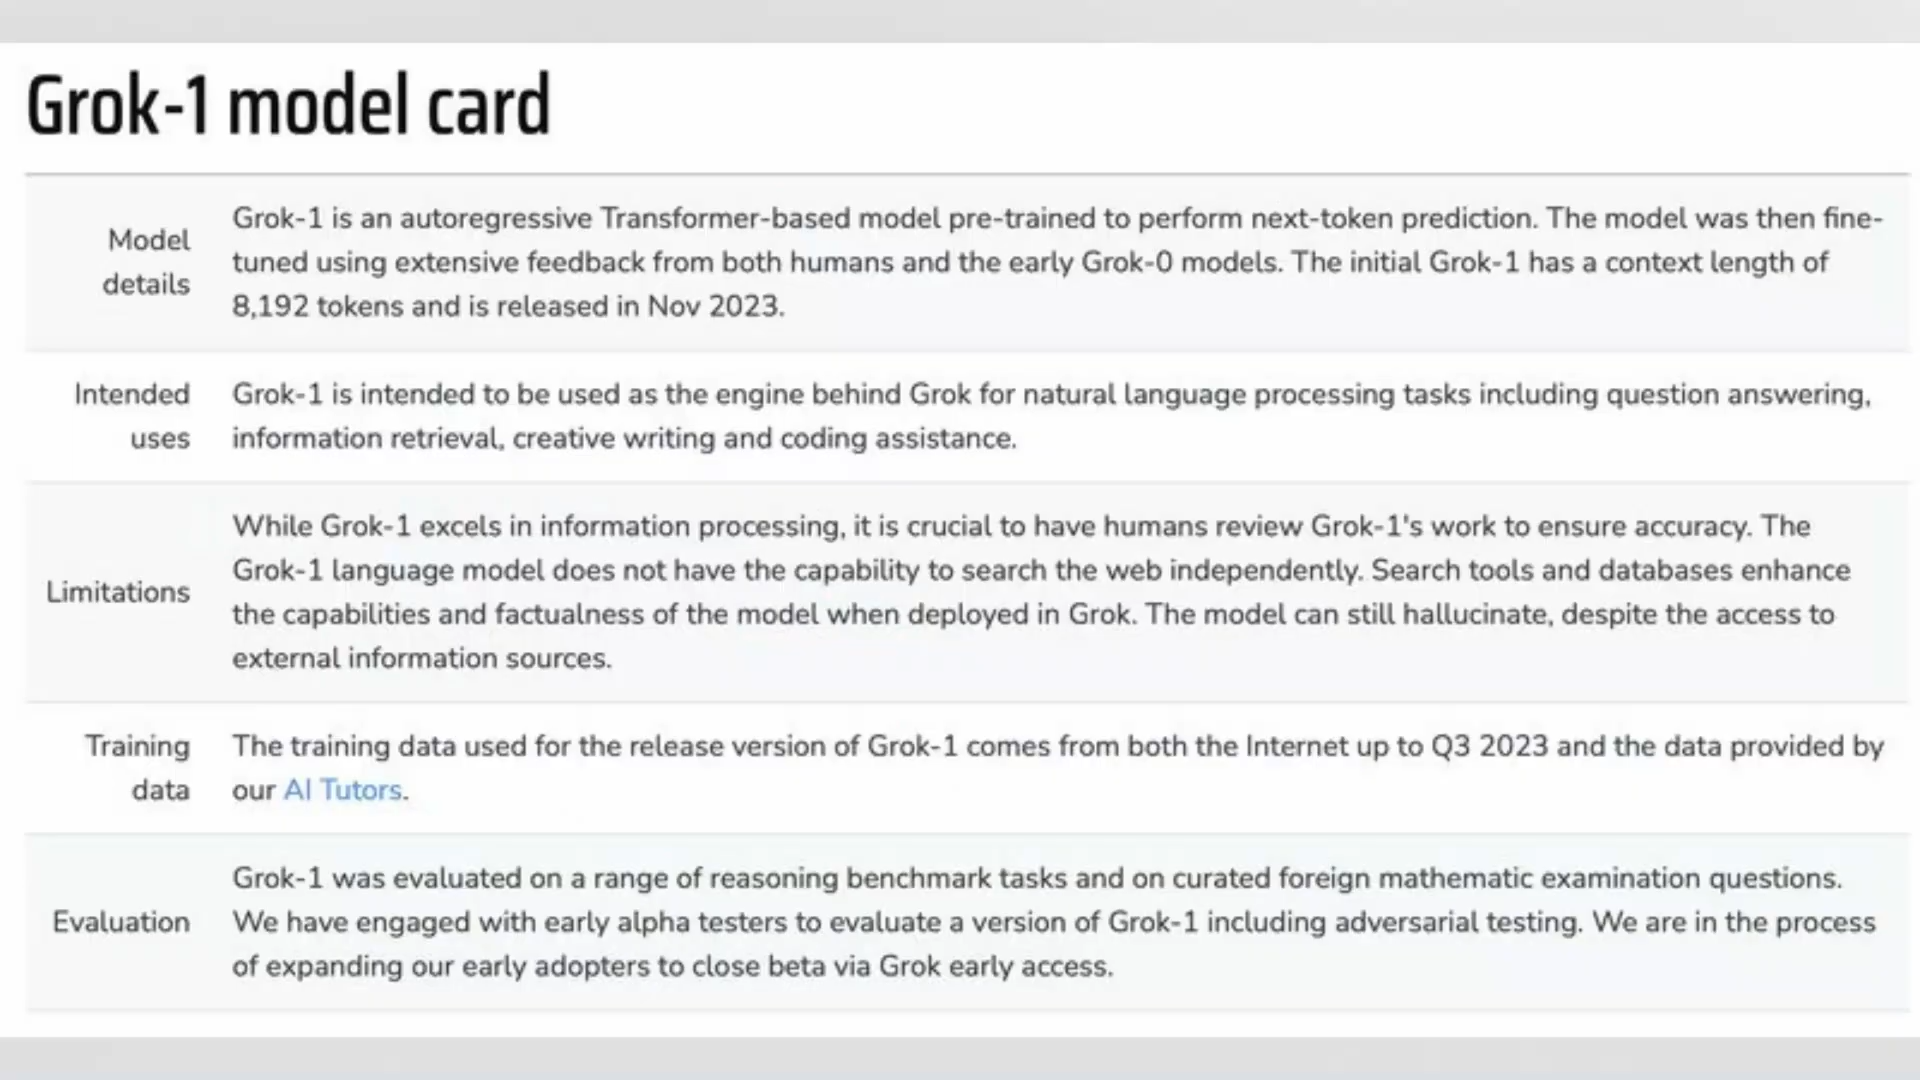 Grok-1 model card
Model details
Grok-1 is an autoregressive Transformer-based model pre-trained to perform next-token prediction. The model was then fine-
tuned using extensive feedback from both humans and the early Grok-0 models. The initial Grok-1 has a context length of
8,192 tokens and is released in Nov 2023.
Intended uses
Grok-1 is intended to be used as the engine behind Grok for natural language processing tasks including question answering,
information retrieval, creative writing and coding assistance.
Limitations
While Grok-1 excels in information processing, it is crucial to have humans review Grok-1's work to ensure accuracy. The
Grok-1 language model does not have the capability to search the web independently. Search tools and databases enhance
the capabilities and factualness of the model when deployed in Grok. The model can still hallucinate, despite the access to
external information sources.
Training data
The training data used for the release version of Grok-1 comes from both the Internet up to Q3 2023 and the data provided by
our AI Tutors.
Evaluation
Grok-1 was evaluated on a range of reasoning benchmark tasks and on curated foreign mathematic examination questions.
We have engaged with early alpha testers to evaluate a version of Grok-1 including adversarial testing. We are in the process
of expanding our early adopters to close beta via Grok early access.